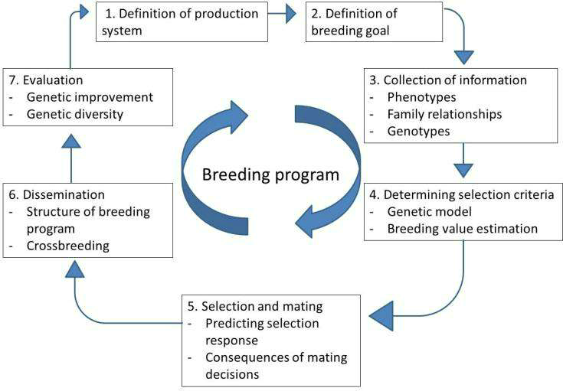 1. Definition of production
system
2. Definition of
breeding goal
3. Collection of information
- Phenotypes
- Family relationships
- Genotypes
4. Determining selection criteria
- Genetic model
- Breeding value estimation
5. Selection and mating
- Predicting selection
response
- Consequences of mating
decisions
6. Dissemination
- Structure of breeding
program
- Crossbreeding
7. Evaluation
- Genetic improvement
- Genetic diversity
Breeding program